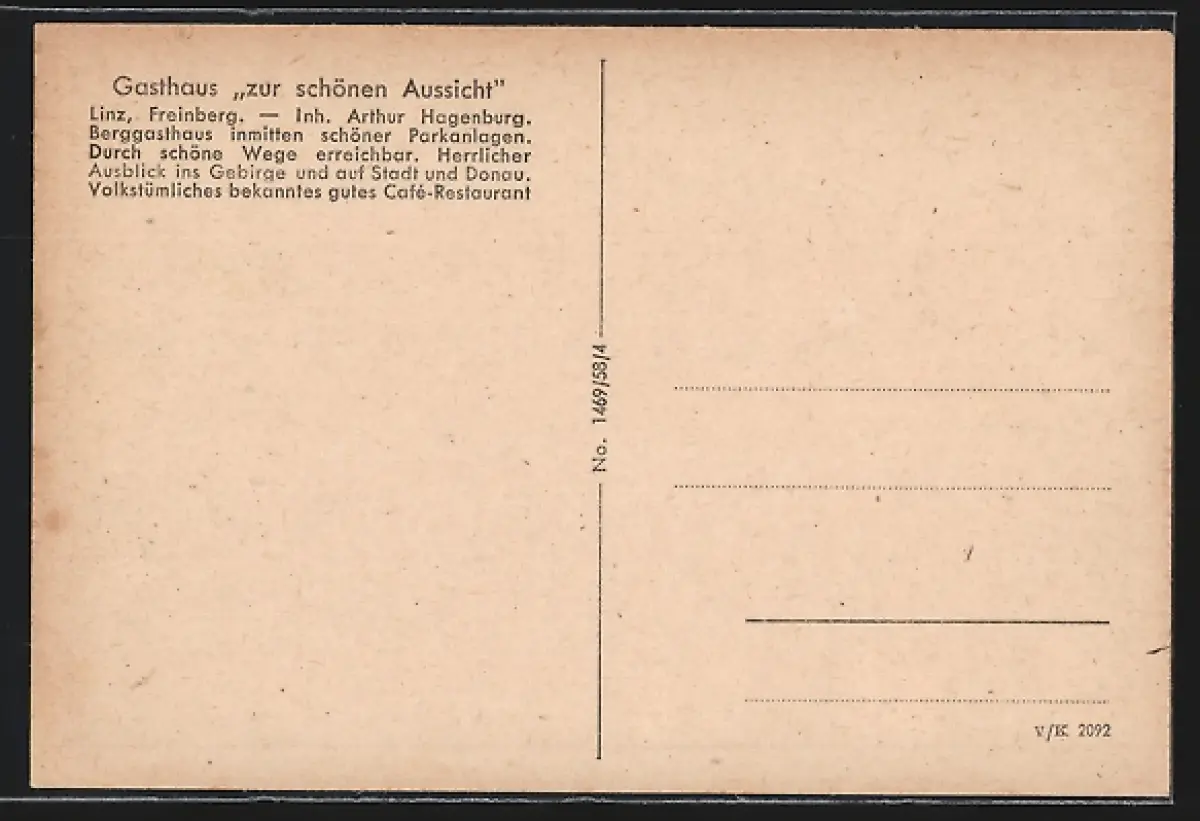 Gasthaus „zur schönen Aussicht"
Linz, Freinberg. — Inh. Arthur Hagenburg.
Berggasthaus inmitten schöner Parkanlagen.
Durch schöne Wege erreichbar. Herrlicher
Ausblick ins Gebirge und auf Stadt und Donau.
Volkstümliches bekanntes gutes Café-Restaurant
No. 1469/58/4
V/K 2092